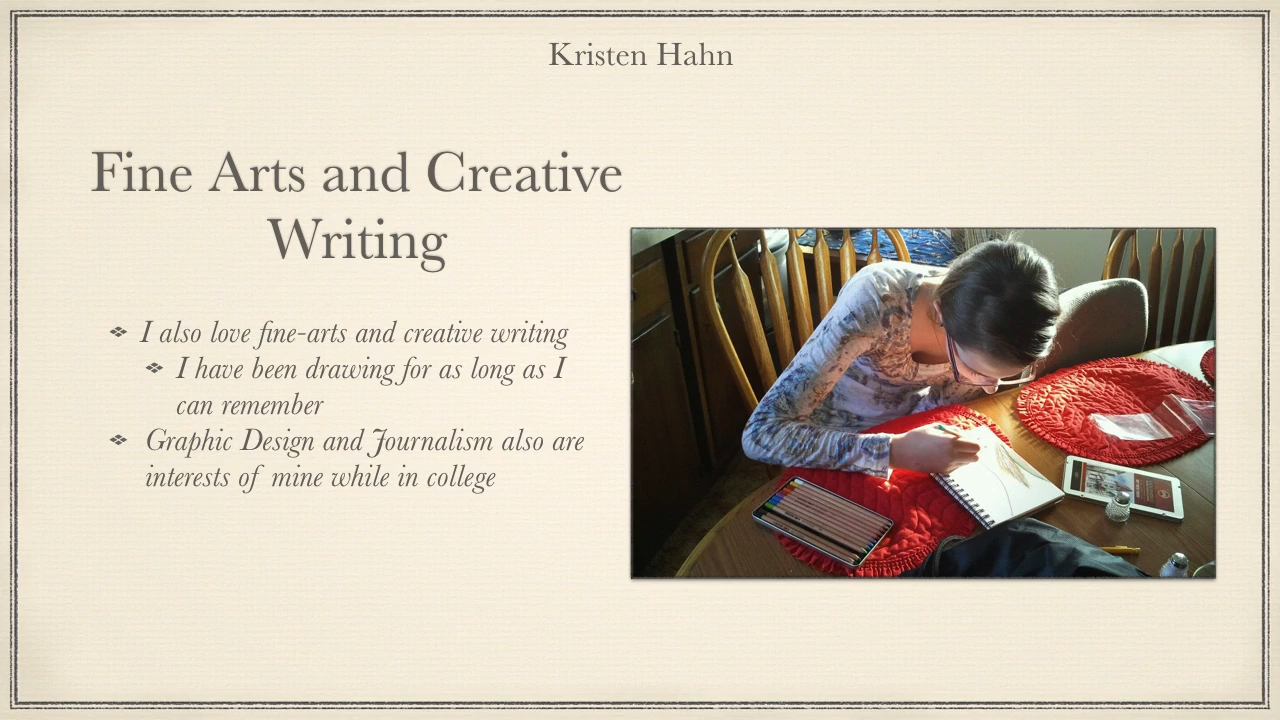 Kristen Hahn
Fine Arts and Creative
Writing
I also love fine-arts and creative writing
I have been drawing for as long as I
can remember
Graphic Design and Journalism also are
interests of mine while in college